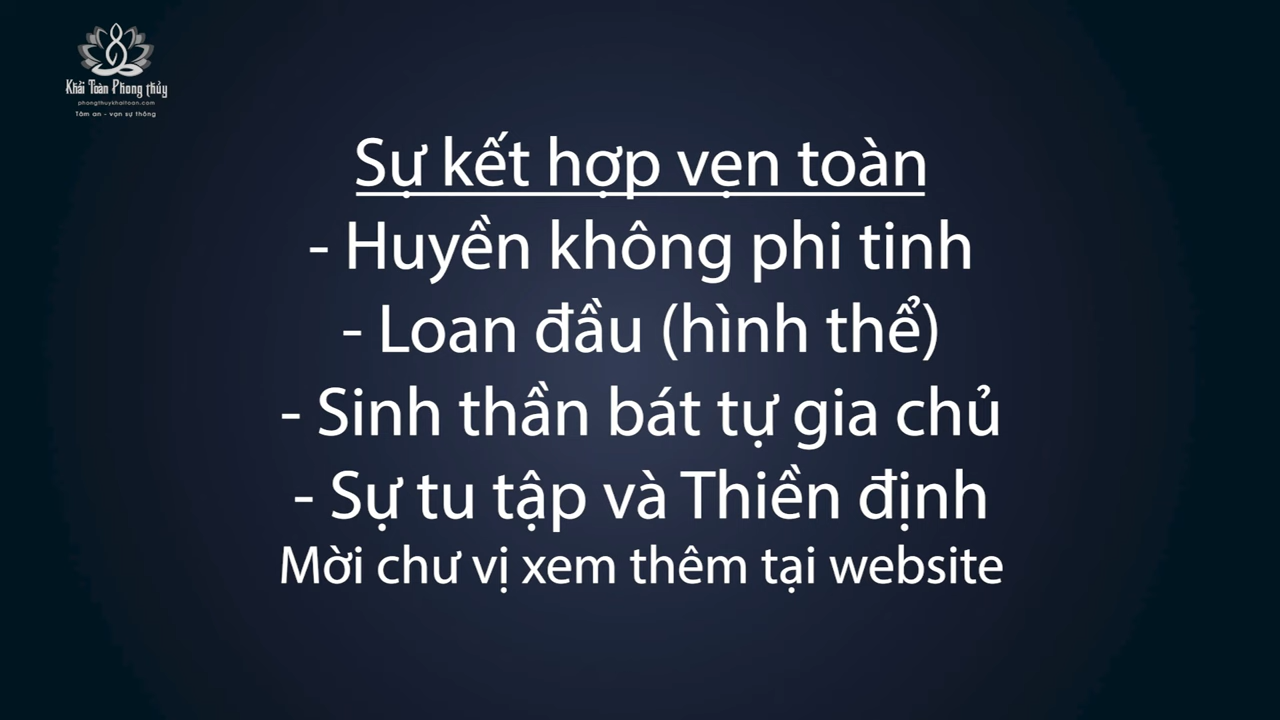 Khải Toàn Phong thủy
phongthuykhaitoan.com
Tâm an - vạn sự thông
Sự kết hợp vẹn toàn
- Huyền không phi tinh
- Loan đầu (hình thể)
- Sinh thần bát tự gia chủ
- Sự tu tập và Thiền định
Mời chư vị xem thêm tại website